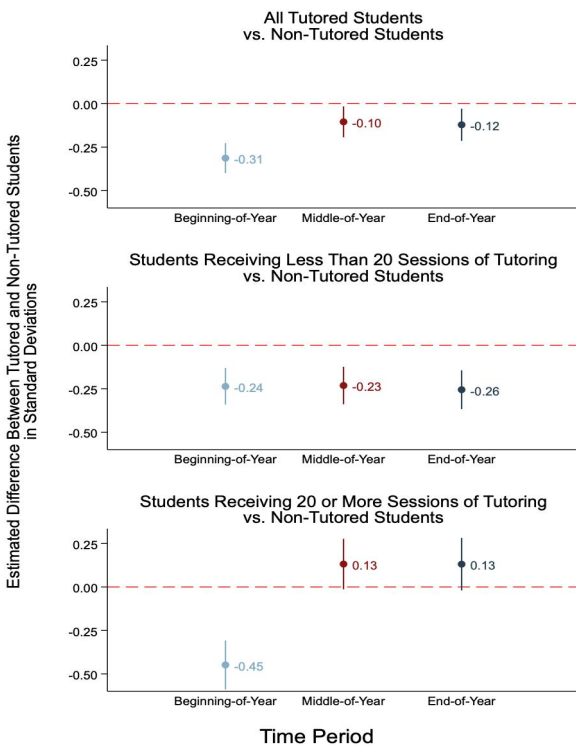 Estimated Difference Between Tutored and Non-Tutored Students
in Standard Deviations
All Tutored Students
vs. Non-Tutored Students
0.25
0.00
-0.25
-0.50
-0.31
-0.10
-0.12
Beginning-of-Year Middle-of-Year End-of-Year
Students Receiving Less Than 20 Sessions of Tutoring
vs. Non-Tutored Students
0.25
0.00
-0.25
-0.50
-0.24
-0.23
-0.26
Beginning-of-Year Middle-of-Year End-of-Year
Students Receiving 20 or More Sessions of Tutoring
vs. Non-Tutored Students
0.25
0.00
-0.25
-0.50
-0.45
0.13
0.13
Beginning-of-Year Middle-of-Year End-of-Year
Time Period